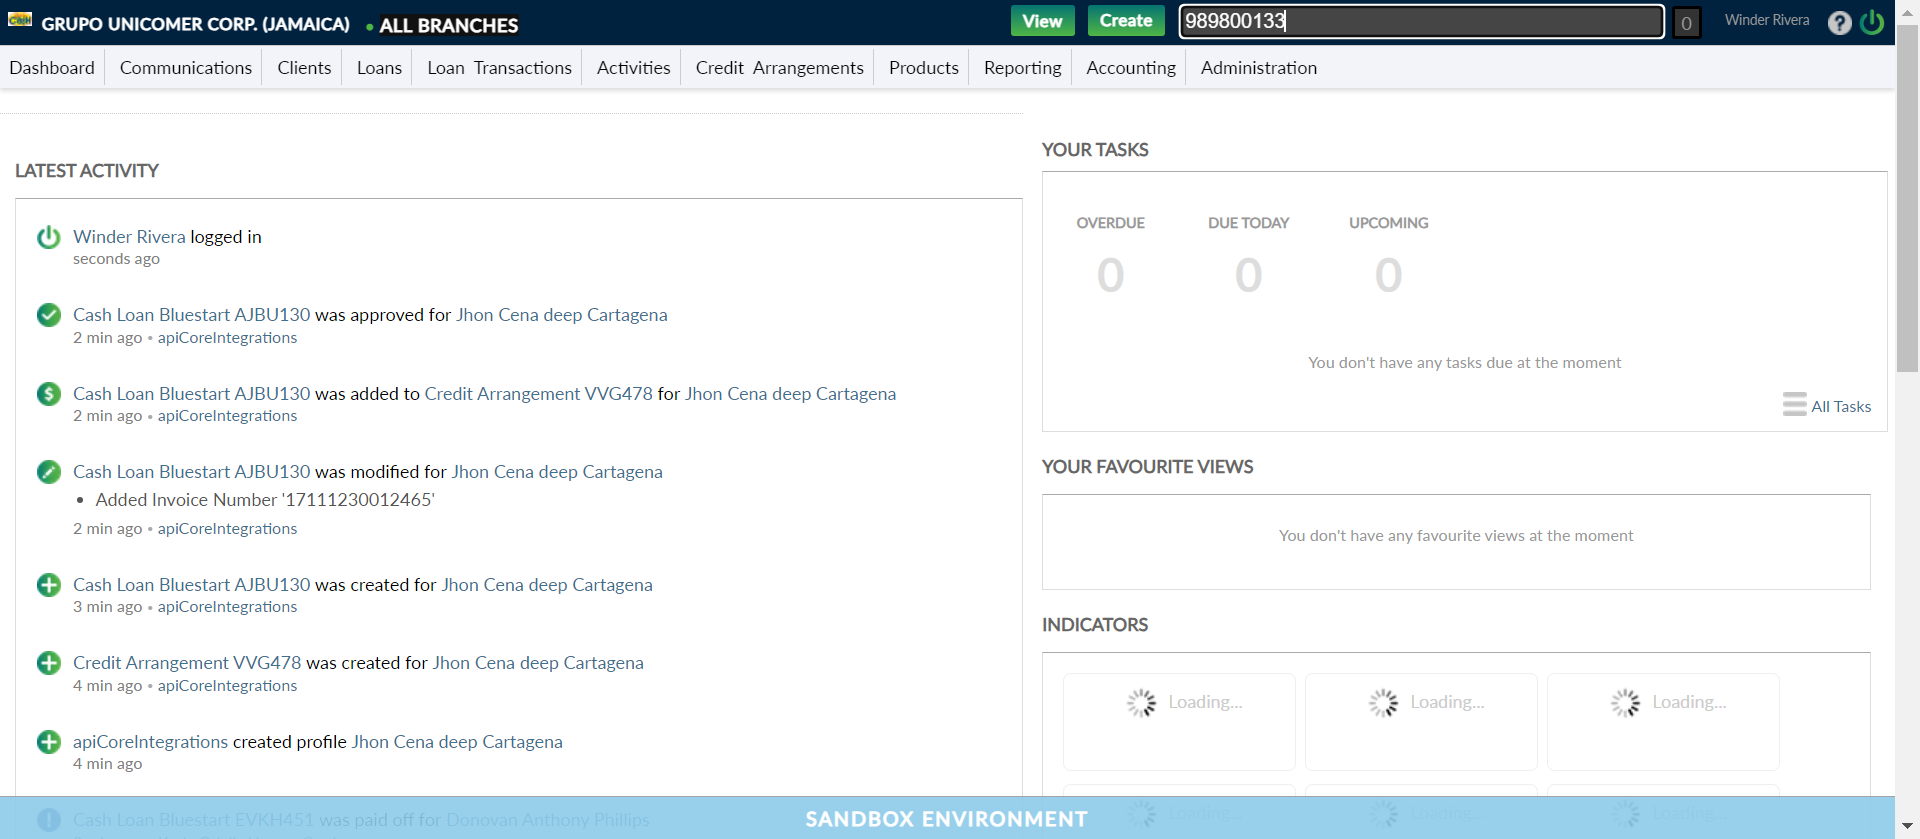 CASH GRUPO UNICOMER CORP. (JAMAICA) • ALL BRANCHES View Create 989800133 0 Winder Rivera ?
Dashboard Communications Clients Loans Loan Transactions Activities Credit Arrangements Products Reporting Accounting Administration
LATEST ACTIVITY
Winder Rivera logged in
seconds ago
Cash Loan Bluestart AJBU130 was approved for Jhon Cena deep Cartagena
2 min ago • apiCoreIntegrations
Cash Loan Bluestart AJBU130 was added to Credit Arrangement VVG478 for Jhon Cena deep Cartagena
2 min ago • apiCoreIntegrations
Cash Loan Bluestart AJBU130 was modified for Jhon Cena deep Cartagena
• Added Invoice Number '17111230012465'
2 min ago • apiCoreIntegrations
Cash Loan Bluestart AJBU130 was created for Jhon Cena deep Cartagena
3 min ago • apiCoreIntegrations
Credit Arrangement VVG478 was created for Jhon Cena deep Cartagena
4 min ago • apiCoreIntegrations
apiCoreIntegrations created profile Jhon Cena deep Cartagena
4 min ago
Cash Loan Bluestart EVKH451 was paid off for Donovan Anthony Phillips
YOUR TASKS
OVERDUE DUE TODAY UPCOMING
0 0 0
You don't have any tasks due at the moment
All Tasks
YOUR FAVOURITE VIEWS
You don't have any favourite views at the moment
INDICATORS
Loading... Loading... Loading...
Loading... Loading... Loading...
SANDBOX ENVIRONMENT